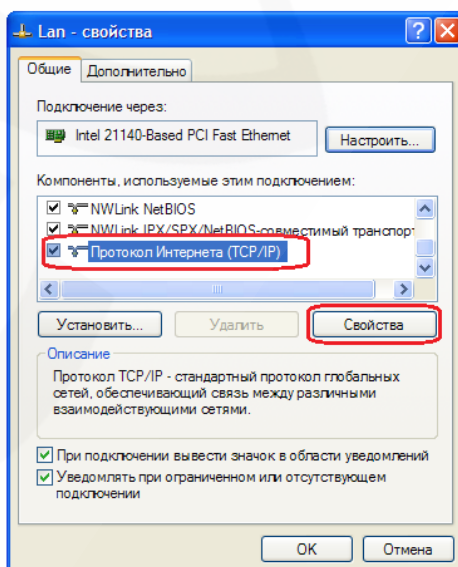 Lan - свойства
Общие Дополнительно
Подключение через:
Intel 21140-Based PCI Fast Ethernet Настроить...
Компоненты, используемые этим подключением:
NWLink NetBIOS
NWLink IPX/SPX/NetBIOS-совместимый транспор
Протокол Интернета (TCP/IP)
Установить... Удалить Свойства
Описание
Протокол TCP/IP - стандартный протокол глобальных
сетей, обеспечивающий связь между различными
взаимодействующими сетями.
При подключении вывести значок в области уведомлений
Уведомлять при ограниченном или отсутствующем
подключении
OK Отмена